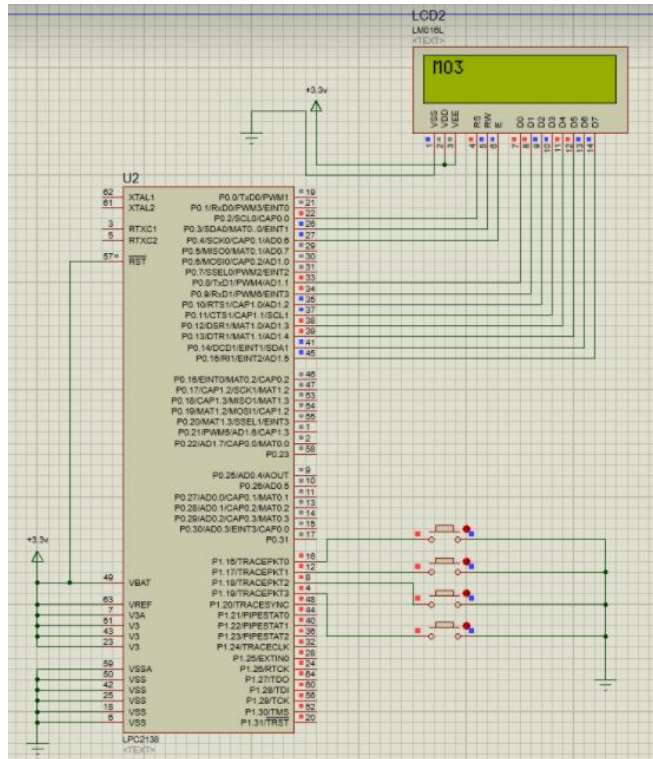 LCD2
LM016L
<TEXT>
MO3
+3.3v
VSS VDD VEE RS RW E D0 D1 D2 D3 D4 D5 D6 D7
1 2 3 4 5 6 7 8 9 10 11 12 13 14
U2
62 XTAL1 P0.0/TxD0/PWM1 19
61 XTAL2 P0.1/RxD0/PWM3/EINT0 21
P0.2/SCL0/CAP0.0 22
3 RTXC1 P0.3/SDA0/MAT0..0/EINT1 26
5 RTXC2 P0.4/SCK0/CAP0.1/AD0.6 27
P0.5/MISO0/MAT0.1/AD0.7 29
57 RST P0.6/MOSI0/CAP0.2/AD1.0 30
P0.7/SSEL0/PWM2/EINT2 31
P0.8/TxD1/PWM4/AD1.1 33
P0.9/RxD1/PWM6/EINT3 34
P0.10/RTS1/CAP1.0/AD1.2 35
P0.11/CTS1/CAP1.1/SCL1 37
P0.12/DSR1/MAT1.0/AD1.3 38
P0.13/DTR1/MAT1.1/AD1.4 39
P0.14/DCD1/EINT1/SDA1 41
P0.15/RI1/EINT2/AD1.5 45
P0.16/EINT0/MAT0.2/CAP0.2 46
P0.17/CAP1.2/SCK1/MAT1.2 47
P0.18/CAP1.3/MISO1/MAT1.3 53
P0.19/MAT1.2/MOSI1/CAP1.2 54
P0.20/MAT1.3/SSEL1/EINT3 55
P0.21/PWM5/AD1.6/CAP1.3 1
P0.22/AD1.7/CAP0.0/MAT0.0 2
P0.23 58
P0.25/AD0.4/AOUT 9
P0.26/AD0.5 10
P0.27/AD0.0/CAP0.1/MAT0.1 11
P0.28/AD0.1/CAP0.2/MAT0.2 13
P0.29/AD0.2/CAP0.3/MAT0.3 14
P0.30/AD0.3/EINT3/CAP0.0 15
P0.31 17
+3.3v
P1.16/TRACEPKT0 16
P1.17/TRACEPKT1 12
49 VBAT P1.18/TRACEPKT2 8
P1.19/TRACEPKT3 4
63 VREF P1.20/TRACESYNC 48
7 V3A P1.21/PIPESTAT0 44
51 V3 P1.22/PIPESTAT1 40
43 V3 P1.23/PIPESTAT2 36
23 V3 P1.24/TRACECLK 32
P1.25/EXTIN0 28
59 VSSA P1.26/RTCK 24
50 VSS P1.27/TDO 64
42 VSS P1.28/TDI 60
25 VSS P1.29/TCK 56
18 VSS P1.30/TMS 52
6 VSS P1.31/TRST 20
LPC2138
<TEXT>